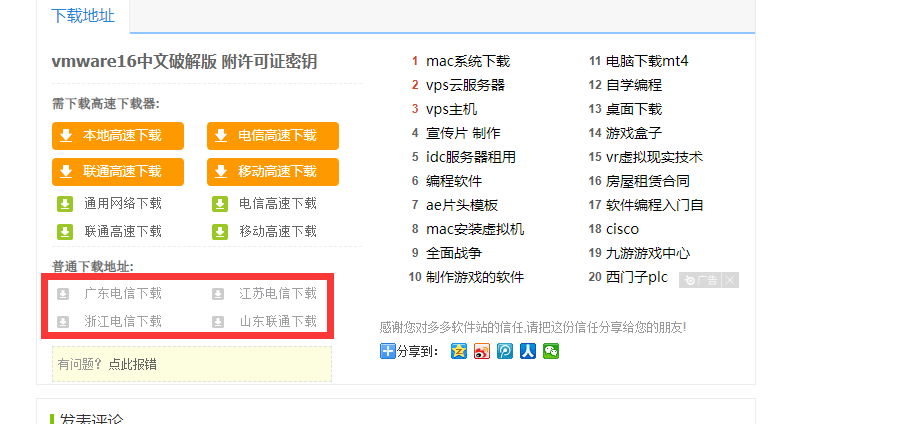 下载地址
vmware16中文破解版 附许可证密钥
需下载高速下载器:
本地高速下载 电信高速下载
联通高速下载 移动高速下载
通用网络下载 电信高速下载
联通高速下载 移动高速下载
普通下载地址:
广东电信下载 江苏电信下载
浙江电信下载 山东联通下载
有问题? 点此报错
1 mac系统下载
2 vps云服务器
3 vps主机
4 宣传片 制作
5 idc服务器租用
6 编程软件
7 ae片头模板
8 mac安装虚拟机
9 全面战争
10 制作游戏的软件
11 电脑下载mt4
12 自学编程
13 桌面下载
14 游戏盒子
15 vr虚拟现实技术
16 房屋租赁合同
17 软件编程入门自
18 cisco
19 九游游戏中心
20 西门子plc
广告
感谢您对多多软件站的信任,请把这份信任分享给您的朋友!
分享到：
发表评论